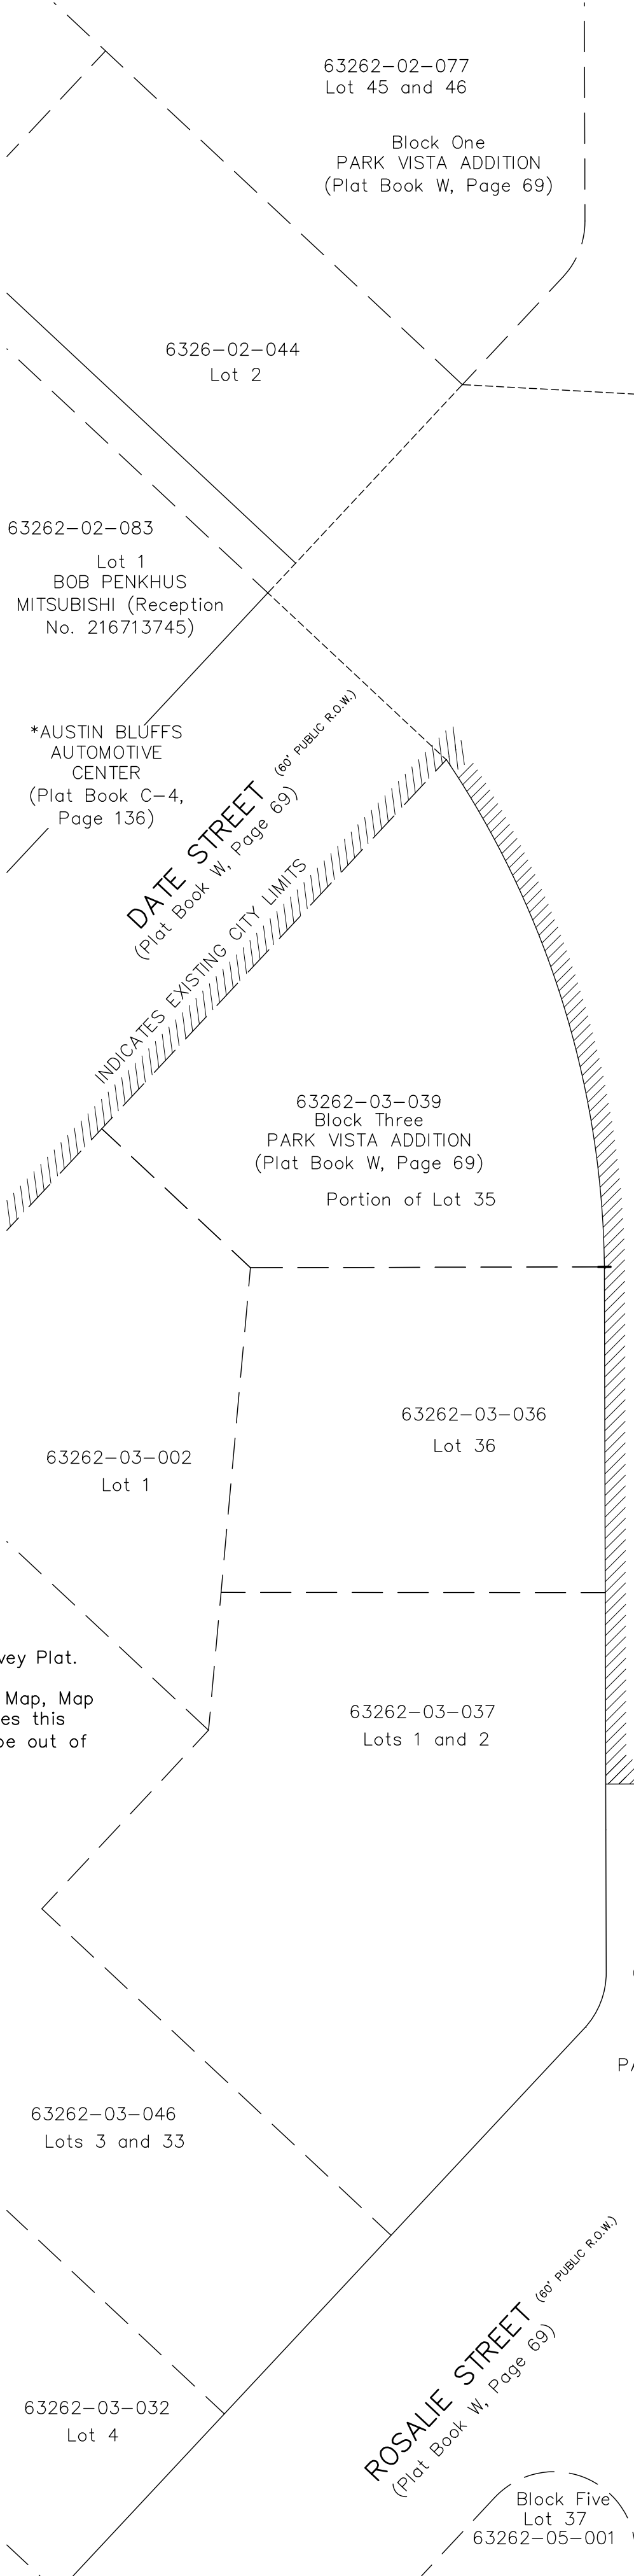 63262-02-077
Lot 45 and 46
Block One
PARK VISTA ADDITION
(Plat Book W, Page 69)
6326-02-044
Lot 2
63262-02-083
Lot 1
BOB PENKHUS
MITSUBISHI (Reception
No. 216713745)
*AUSTIN BLUFFS
AUTOMOTIVE
CENTER
(Plat Book C-4,
Page 136)
DATE STREET (60' PUBLIC R.O.W.)
(Plat Book W, Page 69)
INDICATES EXISTING CITY LIMITS
63262-03-039
Block Three
PARK VISTA ADDITION
(Plat Book W, Page 69)
Portion of Lot 35
63262-03-036
Lot 36
63262-03-002
Lot 1
vey Plat.
Map, Map
es this
be out of
63262-03-037
Lots 1 and 2
PA
63262-03-046
Lots 3 and 33
ROSALIE STREET (60' PUBLIC R.O.W.)
(Plat Book W, Page 69)
63262-03-032
Lot 4
Block Five
Lot 37
63262-05-001